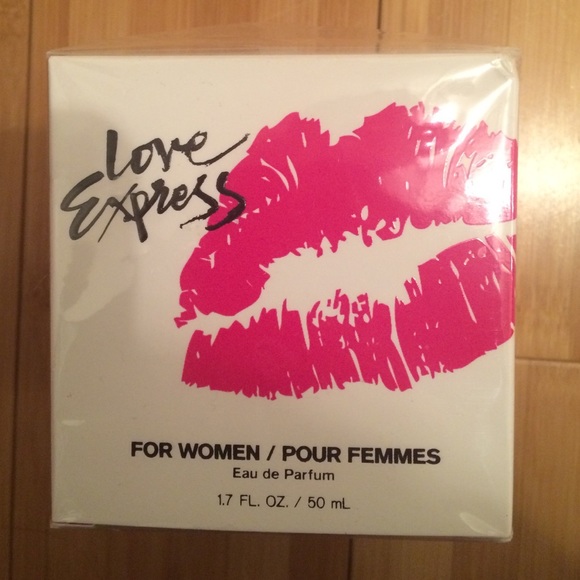 Love
Express
FOR WOMEN / POUR FEMMES
Eau de Parfum
1.7 FL. OZ. / 50 mL